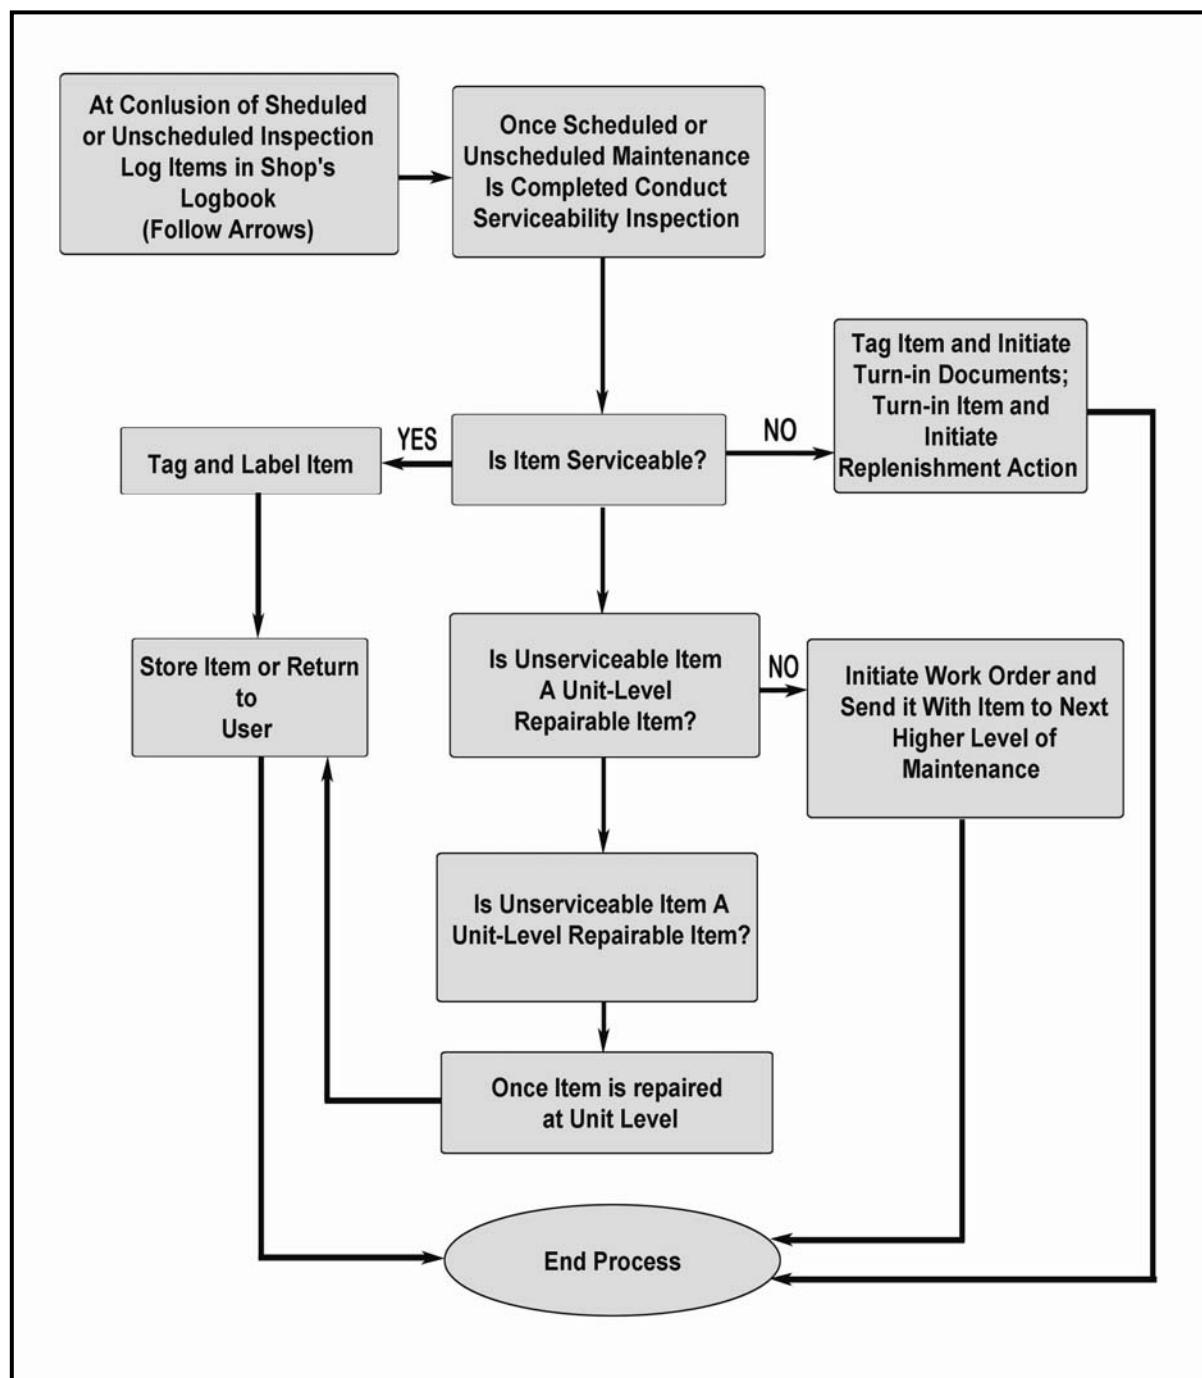 At Conlusion of Sheduled
or Unscheduled Inspection
Log Items in Shop's
Logbook
(Follow Arrows)
Once Scheduled or
Unscheduled Maintenance
Is Completed Conduct
Serviceability Inspection
Tag Item and Initiate
Turn-in Documents;
Turn-in Item and
Initiate
Replenishment Action
YES
NO
Tag and Label Item
Is Item Serviceable?
Store Item or Return
to
User
Is Unserviceable Item
A Unit-Level
Repairable Item?
NO
Initiate Work Order and
Send it With Item to Next
Higher Level of
Maintenance
Is Unserviceable Item A
Unit-Level Repairable Item?
Once Item is repaired
at Unit Level
End Process